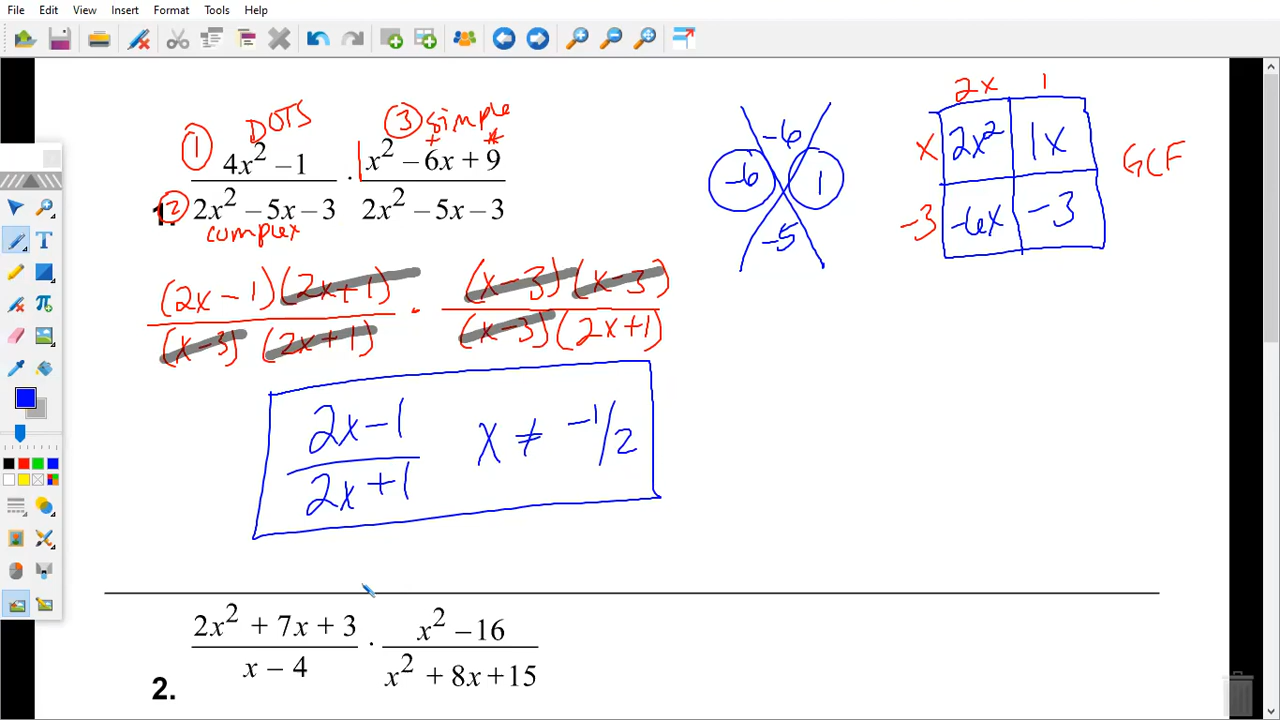 File Edit View Insert Format Tools Help
① DOTS ③ simple
+ *
4x² − 1 / 2x² − 5x − 3 · 1 x² − 6x + 9 / 2x² − 5x − 3
1. ② complex
(2x − 1)(2x+1) / (x−3)(2x+1) · (x−3)(x−3) / (x−3)(2x+1)
2x−1 / 2x+1 x ≠ −1/2
-6
-6 1
-5
2x 1
x 2x² 1x GCF
-3 -6x -3
2. 2x² + 7x + 3 / x − 4 · x² − 16 / x² + 8x + 15